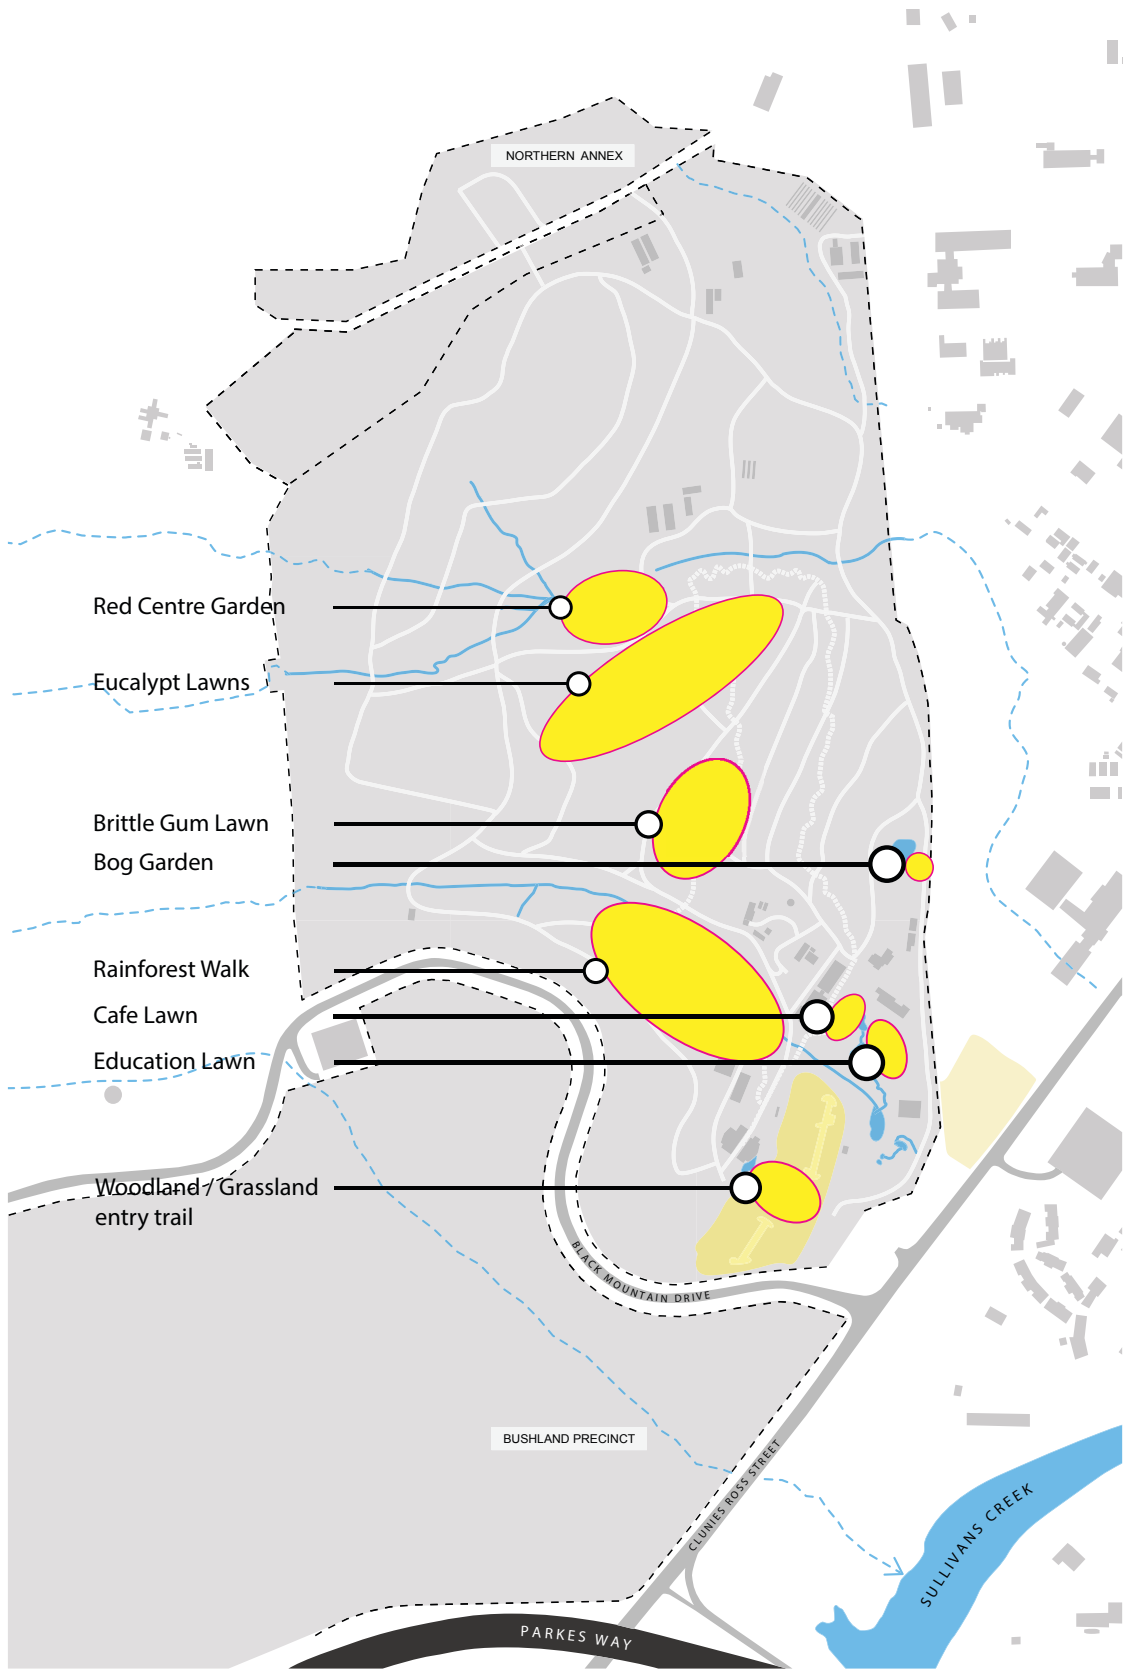 NORTHERN ANNEX
Red Centre Garden
Eucalypt Lawns
Brittle Gum Lawn
Bog Garden
Rainforest Walk
Cafe Lawn
Education Lawn
Woodland / Grassland
entry trail
BLACK MOUNTAIN DRIVE
BUSHLAND PRECINCT
CLUNIES ROSS STREET
SULLIVANS CREEK
PARKES WAY